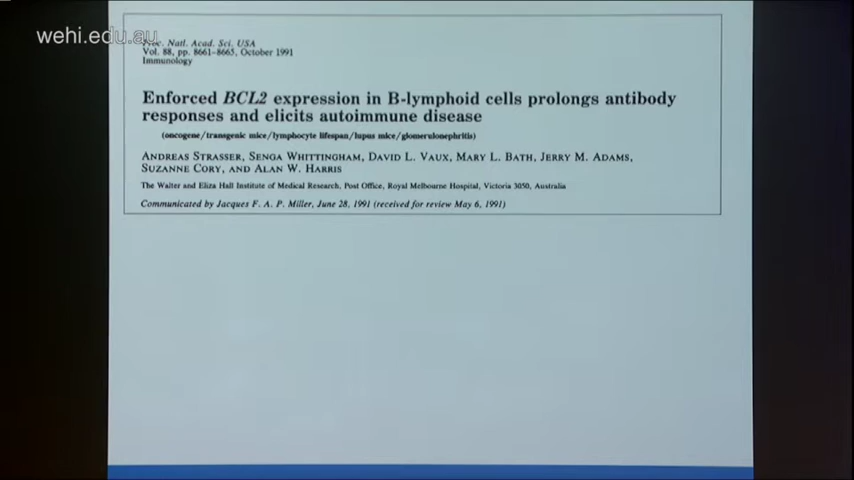 wehi.edu.au
Proc. Natl. Acad. Sci. USA
Vol. 88, pp. 8661-8665, October 1991
Immunology
Enforced BCL2 expression in B-lymphoid cells prolongs antibody
responses and elicits autoimmune disease
(oncogene/transgenic mice/lymphocyte lifespan/lupus mice/glomerulonephritis)
ANDREAS STRASSER, SENGA WHITTINGHAM, DAVID L. VAUX, MARY L. BATH, JERRY M. ADAMS,
SUZANNE CORY, AND ALAN W. HARRIS
The Walter and Eliza Hall Institute of Medical Research, Post Office, Royal Melbourne Hospital, Victoria 3050, Australia
Communicated by Jacques F. A. P. Miller, June 28, 1991 (received for review May 6, 1991)